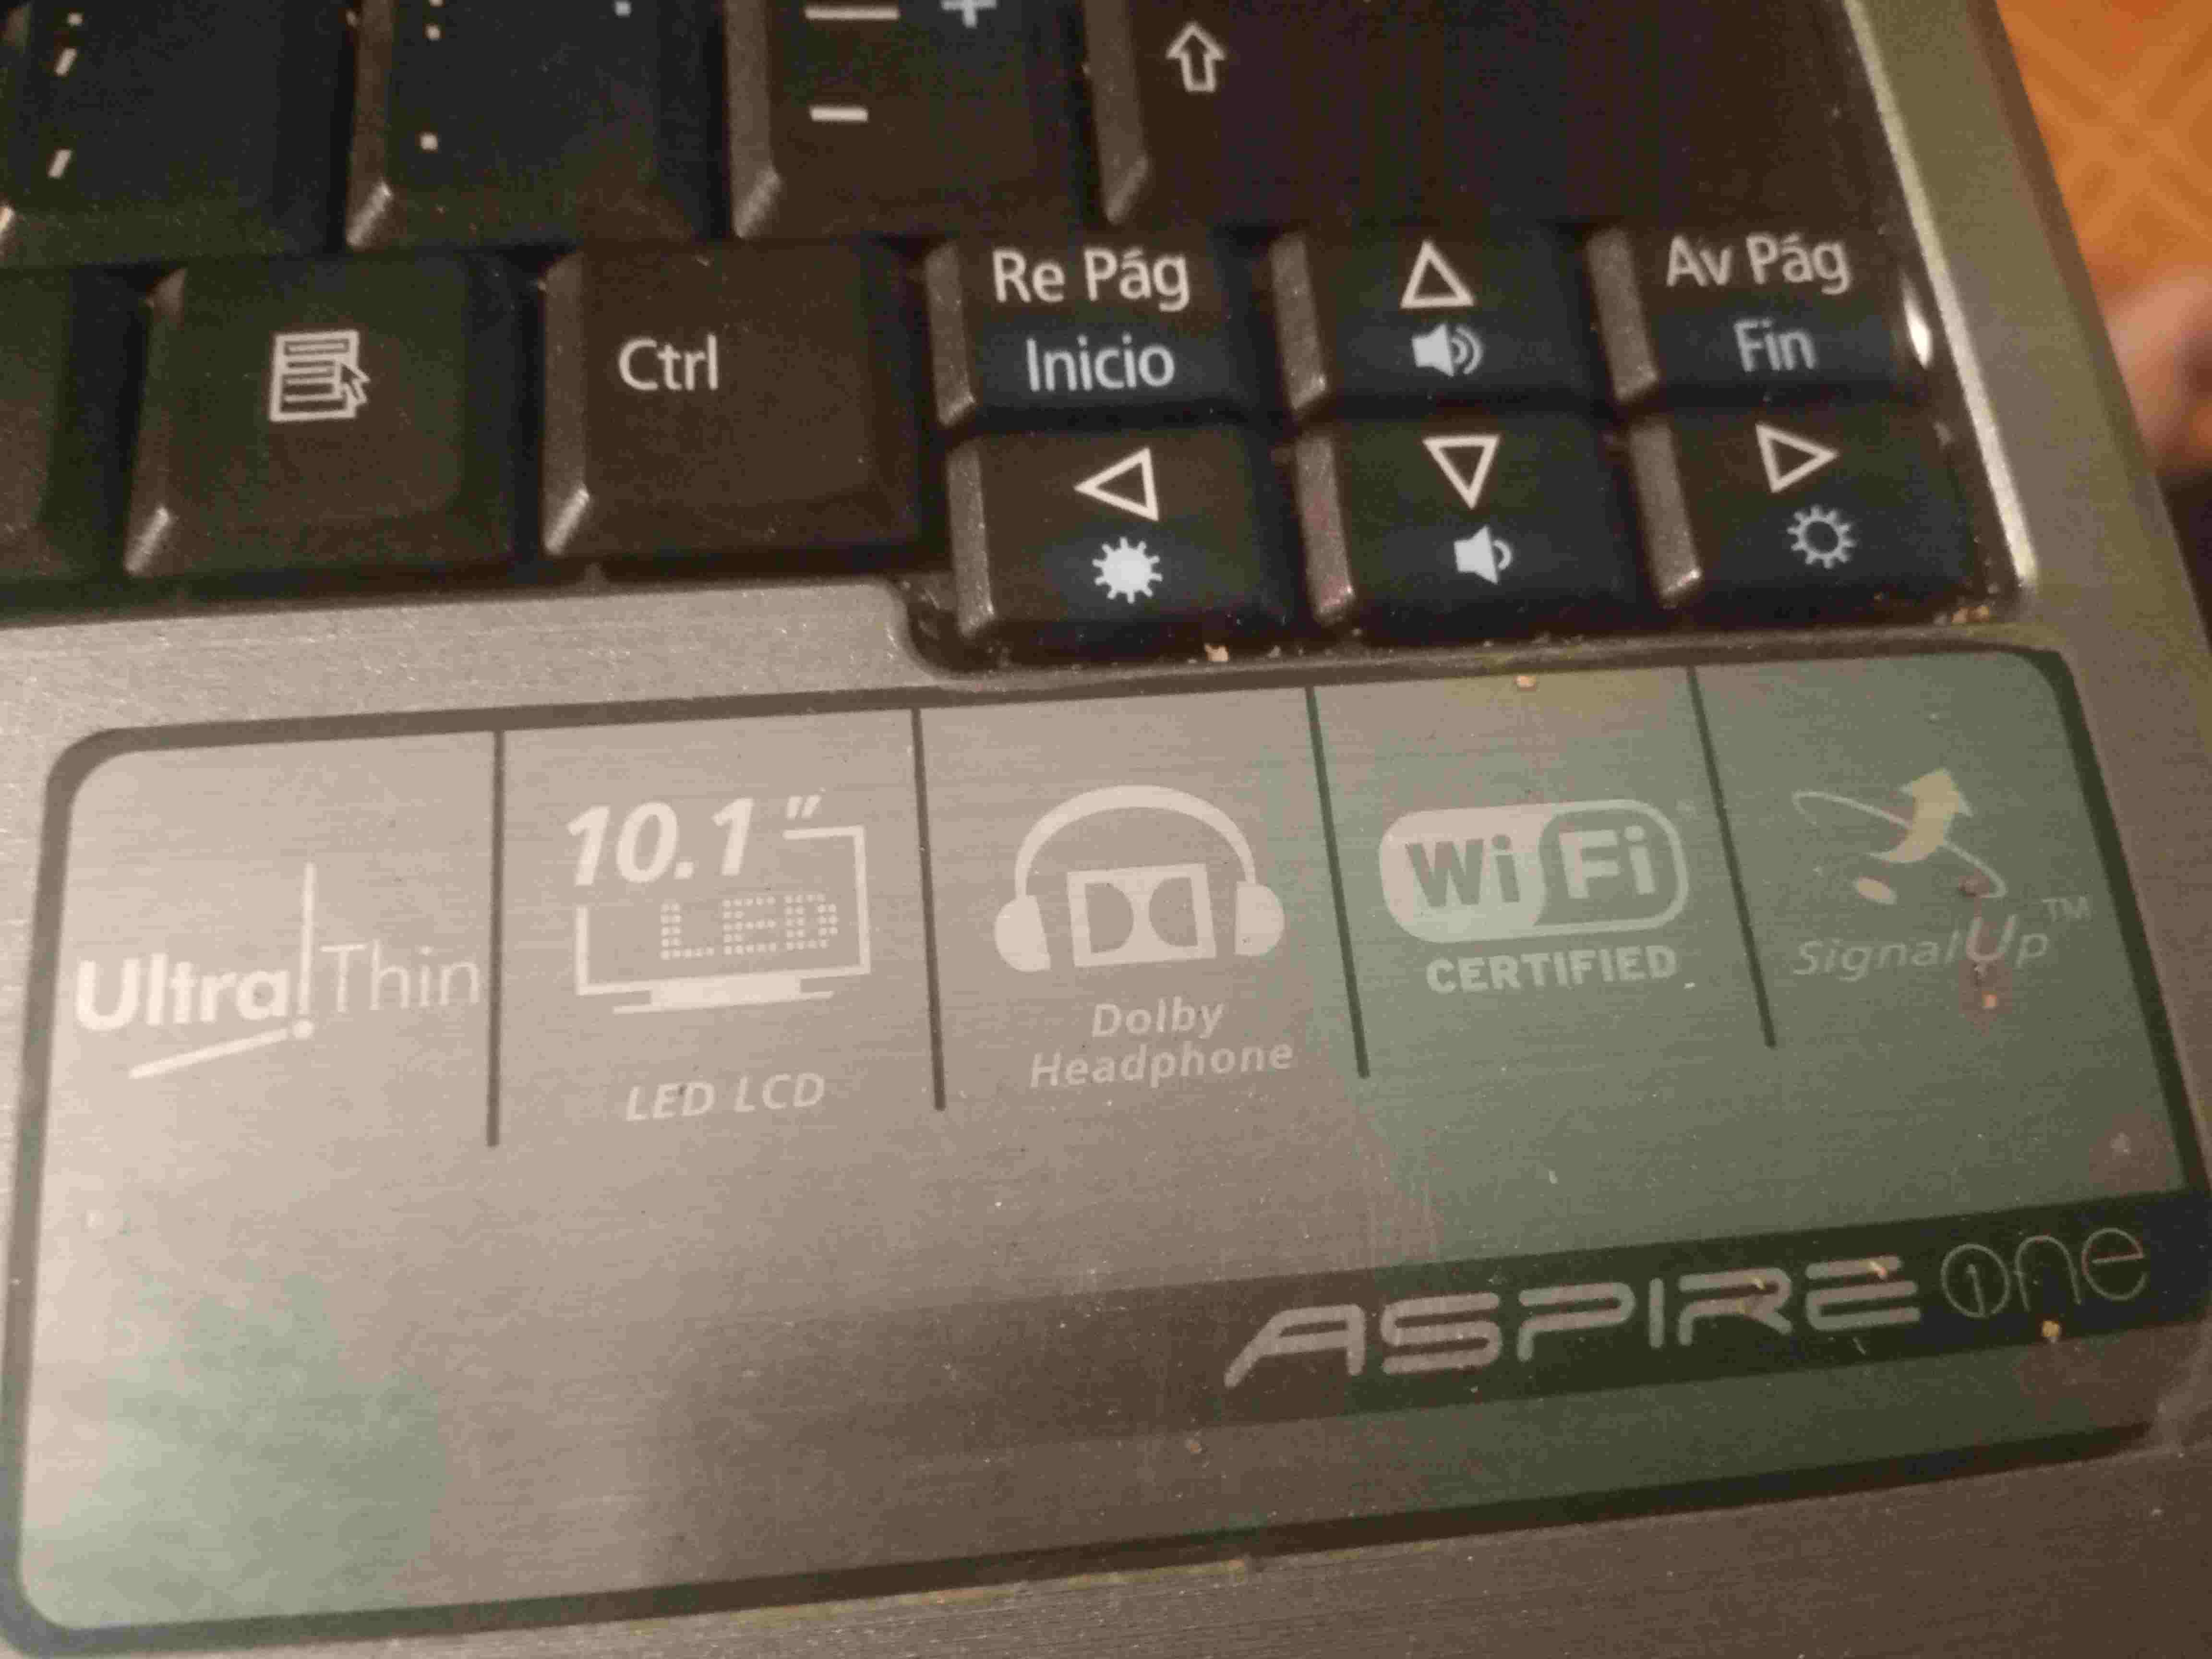 Re Pág
Inicio
Av Pág
Fin
Ctrl
Ultra!Thin
10.1"
LED
LED LCD
Dolby
Headphone
Wi Fi
CERTIFIED
SignalUp™
ASPIRE one